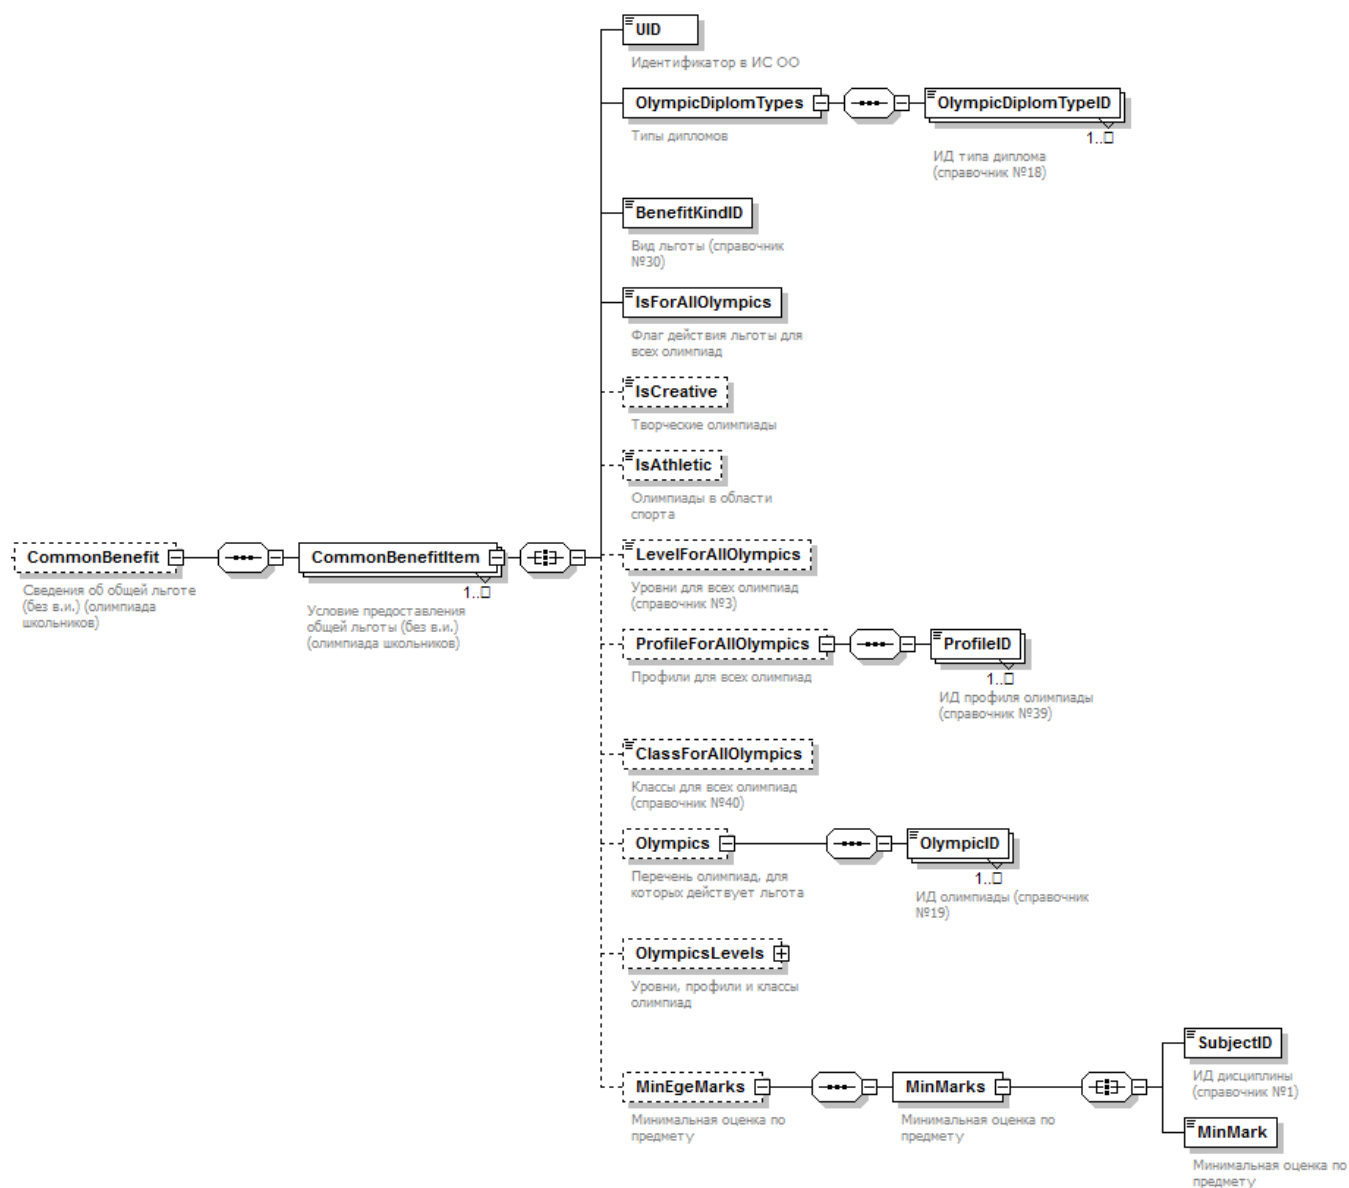 UID
Идентификатор в ИС ОО
OlympicDiplomTypes
Типы дипломов
OlympicDiplomTypeID
1..□
ИД типа диплома
(справочник №18)
BenefitKindID
Вид льготы (справочник
№30)
IsForAllOlympics
Флаг действия льготы для
всех олимпиад
IsCreative
Творческие олимпиады
IsAthletic
Олимпиады в области
спорта
CommonBenefit
Сведения об общей льготе
(без в.и.) (олимпиада
школьников)
CommonBenefitItem
1..□
Условие предоставления
общей льготы (без в.и.)
(олимпиада школьников)
LevelForAllOlympics
Уровни для всех олимпиад
(справочник №3)
ProfileForAllOlympics
Профили для всех олимпиад
ProfileID
1..□
ИД профиля олимпиады
(справочник №39)
ClassForAllOlympics
Классы для всех олимпиад
(справочник №40)
Olympics
Перечень олимпиад, для
которых действует льгота
OlympicID
1..□
ИД олимпиады (справочник
№19)
OlympicsLevels
Уровни, профили и классы
олимпиад
MinEgeMarks
Минимальная оценка по
предмету
MinMarks
Минимальная оценка по
предмету
SubjectID
ИД дисциплины
(справочник №1)
MinMark
Минимальная оценка по
предмету